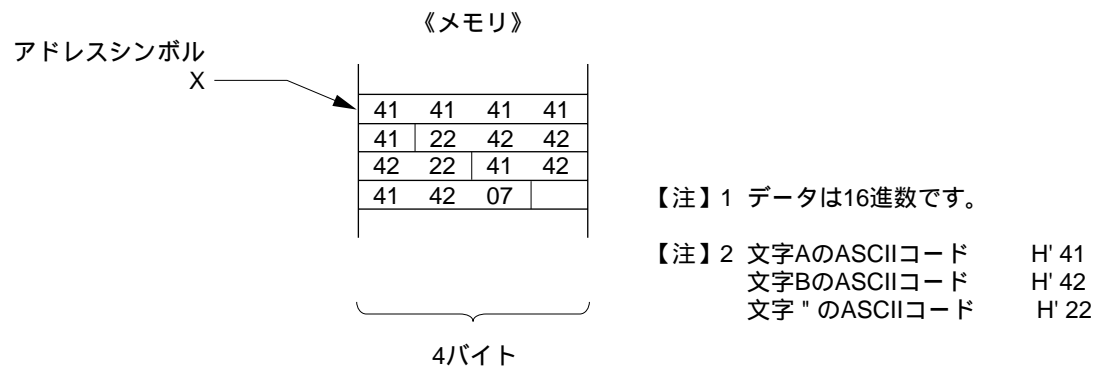 《メモリ》
アドレスシンボル
X
41 41 41 41
41 22 42 42
42 22 41 42
41 42 07
【注】1 データは16進数です。
【注】2 文字AのASCIIコード H' 41
文字BのASCIIコード H' 42
文字 " のASCIIコード H' 22
4バイト